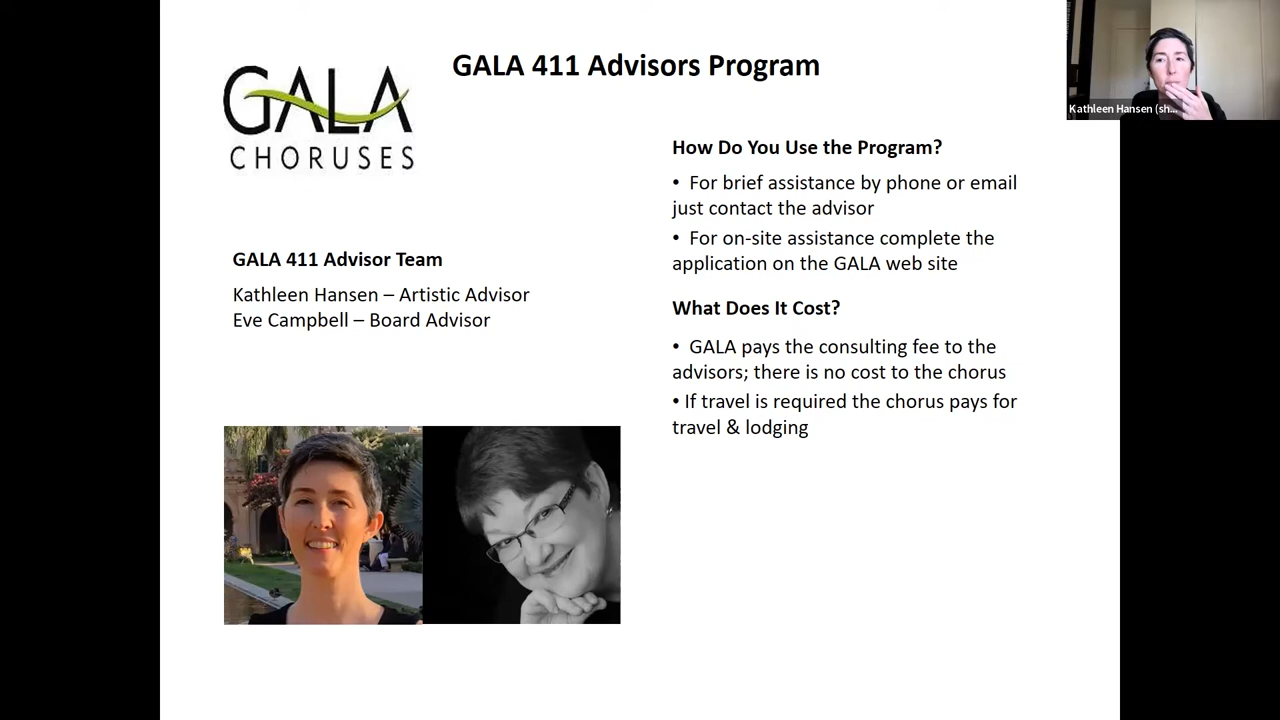 GALA 411 Advisors Program
GALA
CHORUSES
Kathleen Hansen (sh...
How Do You Use the Program?
• For brief assistance by phone or email
just contact the advisor
• For on-site assistance complete the
application on the GALA web site
GALA 411 Advisor Team
Kathleen Hansen – Artistic Advisor
Eve Campbell – Board Advisor
What Does It Cost?
• GALA pays the consulting fee to the
advisors; there is no cost to the chorus
• If travel is required the chorus pays for
travel & lodging